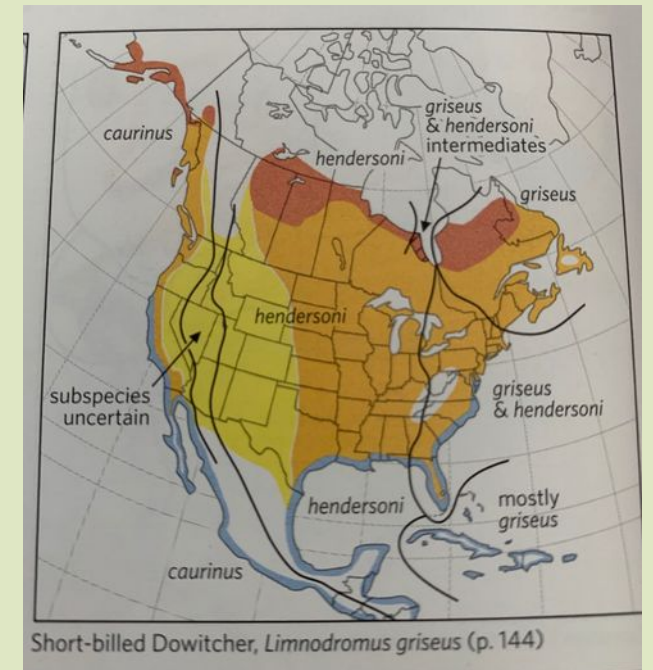 caurinus
hendersoni
griseus
& hendersoni
intermediates
griseus
hendersoni
subspecies
uncertain
griseus
& hendersoni
hendersoni
mostly
griseus
caurinus
Short-billed Dowitcher, Limnodromus griseus (p. 144)